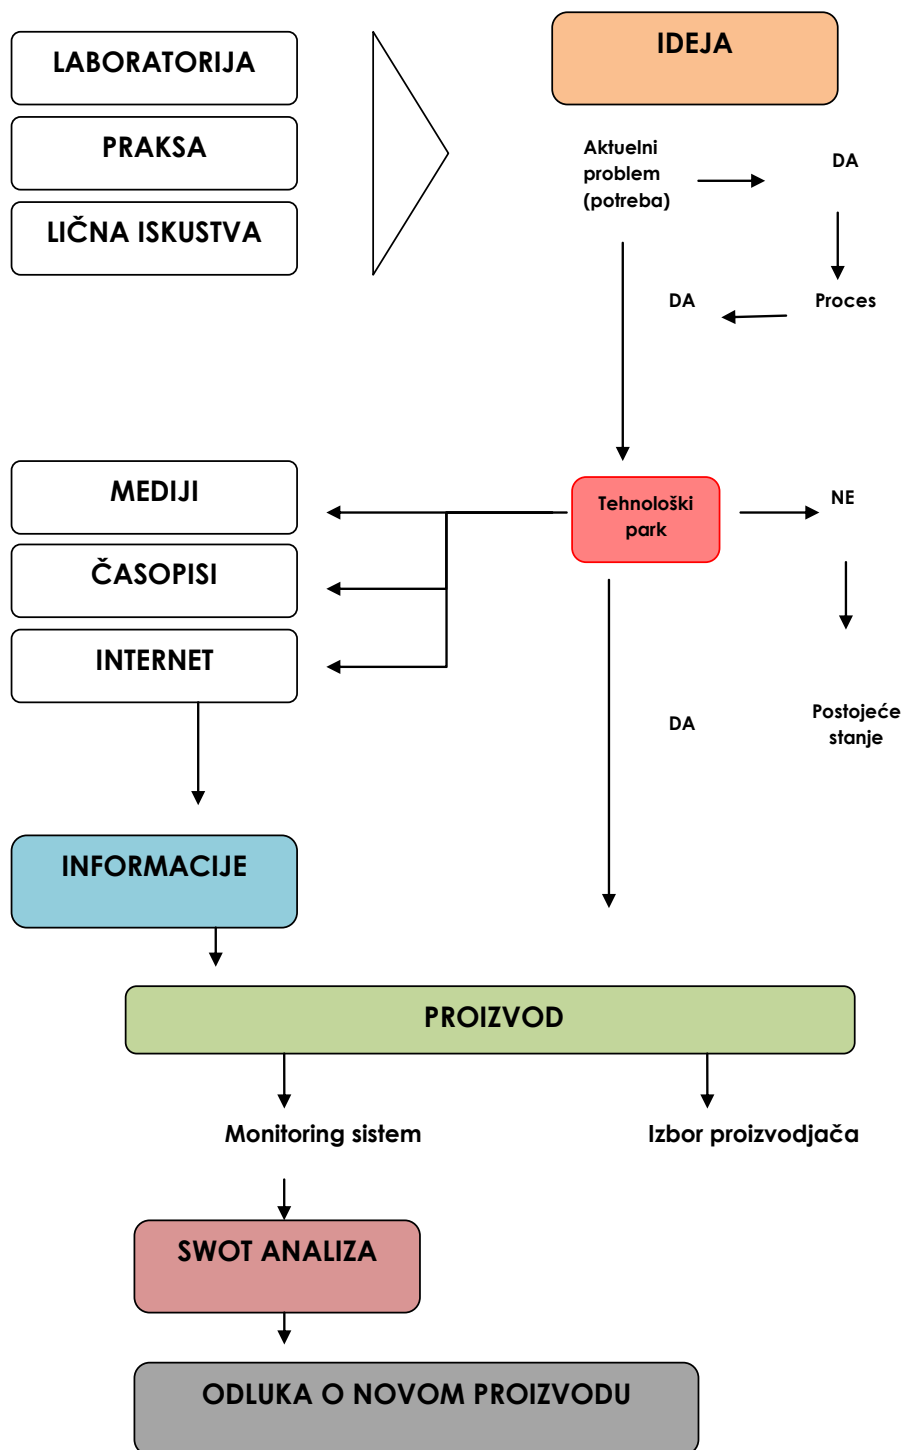 LABORATORIJA
PRAKSA
LIČNA ISKUSTVA
IDEJA
Aktuelni
problem
(potreba)
DA
Proces
DA
MEDIJI
ČASOPISI
INTERNET
Tehnološki
park
NE
Postojeće
stanje
DA
INFORMACIJE
PROIZVOD
Monitoring sistem
Izbor proizvodjača
SWOT ANALIZA
ODLUKA O NOVOM PROIZVODU